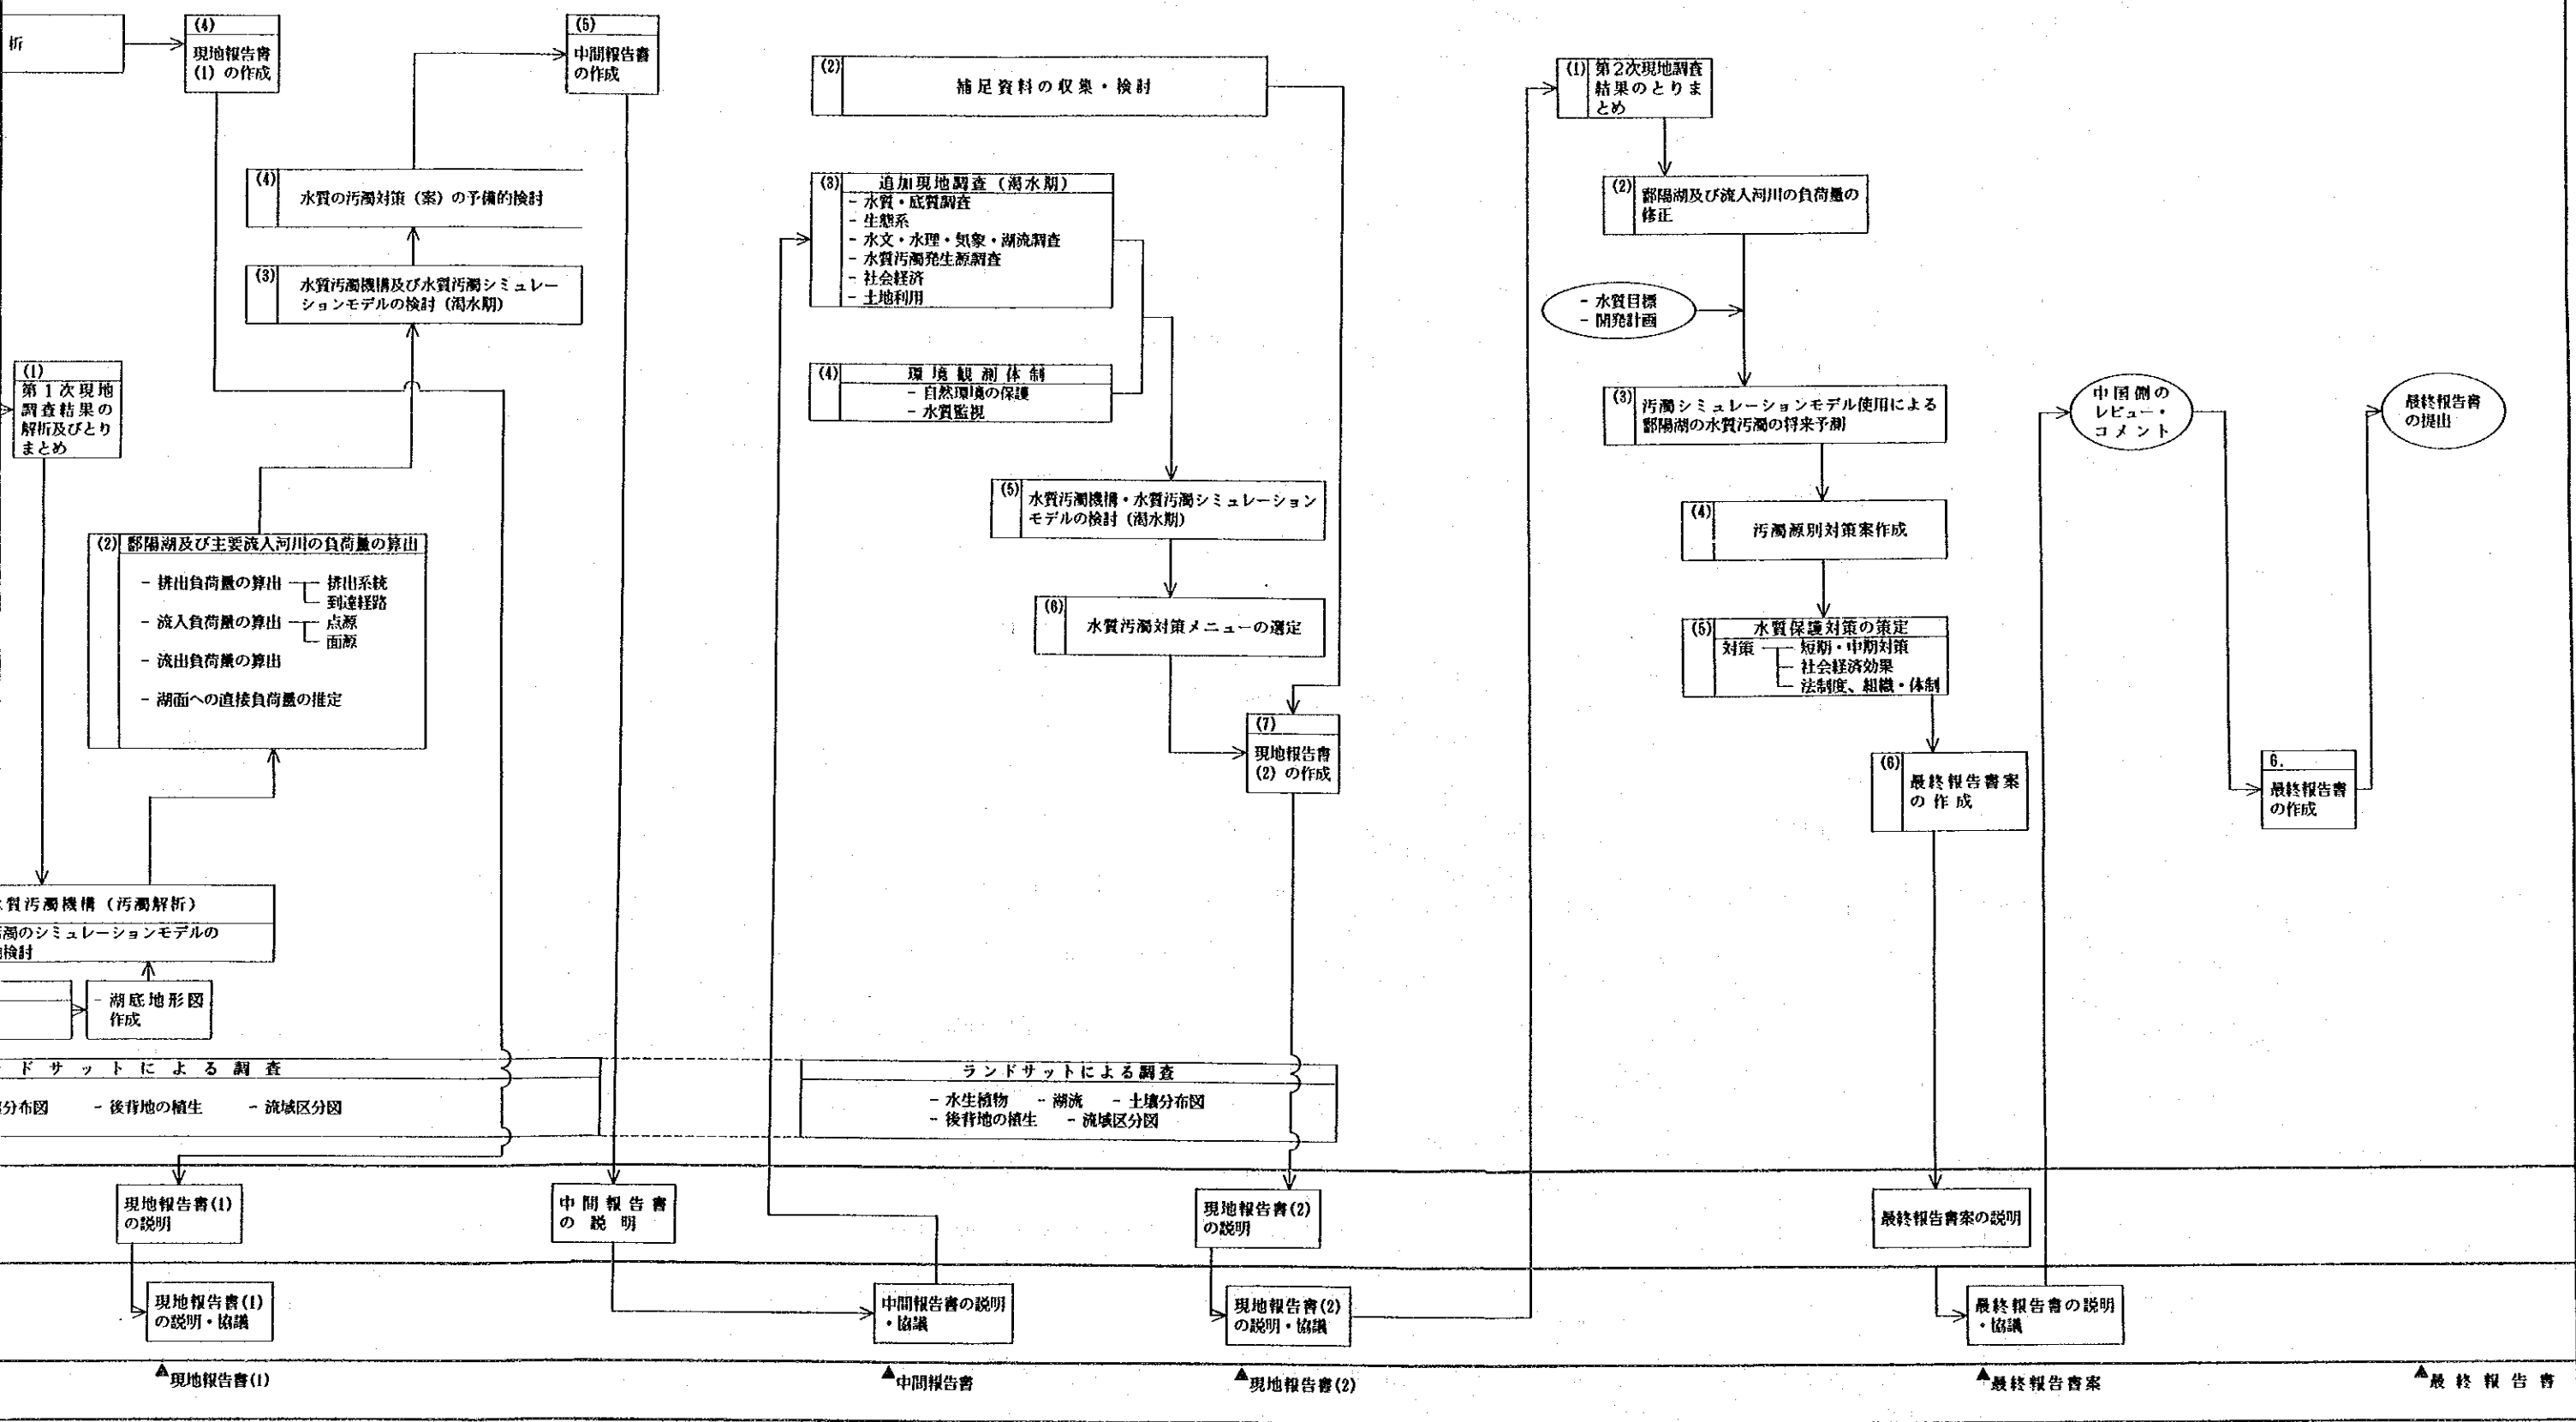 析
(4)
現地報告書
(1) の作成
(5)
中間報告書
の作成
(4)
水質の汚濁対策（案）の予備的検討
(3)
水質汚濁機構及び水質汚濁シミュレー
ションモデルの検討（渇水期）
(1)
第1次現地
調査結果の
解析及びとり
まとめ
(2) 鄱陽湖及び主要流入河川の負荷量の算出
- 排出負荷量の算出 排出系統
到達経路
- 流入負荷量の算出 点源
面源
- 流出負荷量の算出
- 湖面への直接負荷量の推定
質汚濁機構（汚濁解析）
濁のシミュレーションモデルの
検討
- 湖底地形図
作成
ドサットによる調査
分布図 - 後背地の植生 - 流域区分図
(2)
補足資料の収集・検討
(3) 追加現地調査（渇水期）
- 水質・底質調査
- 生態系
- 水文・水理・気象・湖流調査
- 水質汚濁発生源調査
- 社会経済
- 土地利用
(4) 環境観測体制
- 自然環境の保護
- 水質監視
(5) 水質汚濁機構・水質汚濁シミュレーション
モデルの検討（渇水期）
(6)
水質汚濁対策メニューの選定
(7)
現地報告書
(2) の作成
ランドサットによる調査
- 水生植物 - 湖流 - 土壌分布図
- 後背地の植生 - 流域区分図
(1) 第2次現地調査
結果のとりま
とめ
(2) 鄱陽湖及び流入河川の負荷量の
修正
- 水質目標
- 開発計画
(3) 汚濁シミュレーションモデル使用による
鄱陽湖の水質汚濁の将来予測
(4)
汚濁源別対策案作成
(5) 水質保護対策の策定
対策 短期・中期対策
社会経済効果
法制度、組織・体制
(6)
最終報告書案
の作成
中国側の
レビュー・
コメント
6.
最終報告書
の作成
最終報告書
の提出
現地報告書(1)
の説明
中間報告書
の説明
現地報告書(2)
の説明
最終報告書案の説明
現地報告書(1)
の説明・協議
中間報告書の説明
・協議
現地報告書(2)
の説明・協議
最終報告書の説明
・協議
▲現地報告書(1)
▲中間報告書
▲現地報告書(2)
▲最終報告書案
▲最終報告書